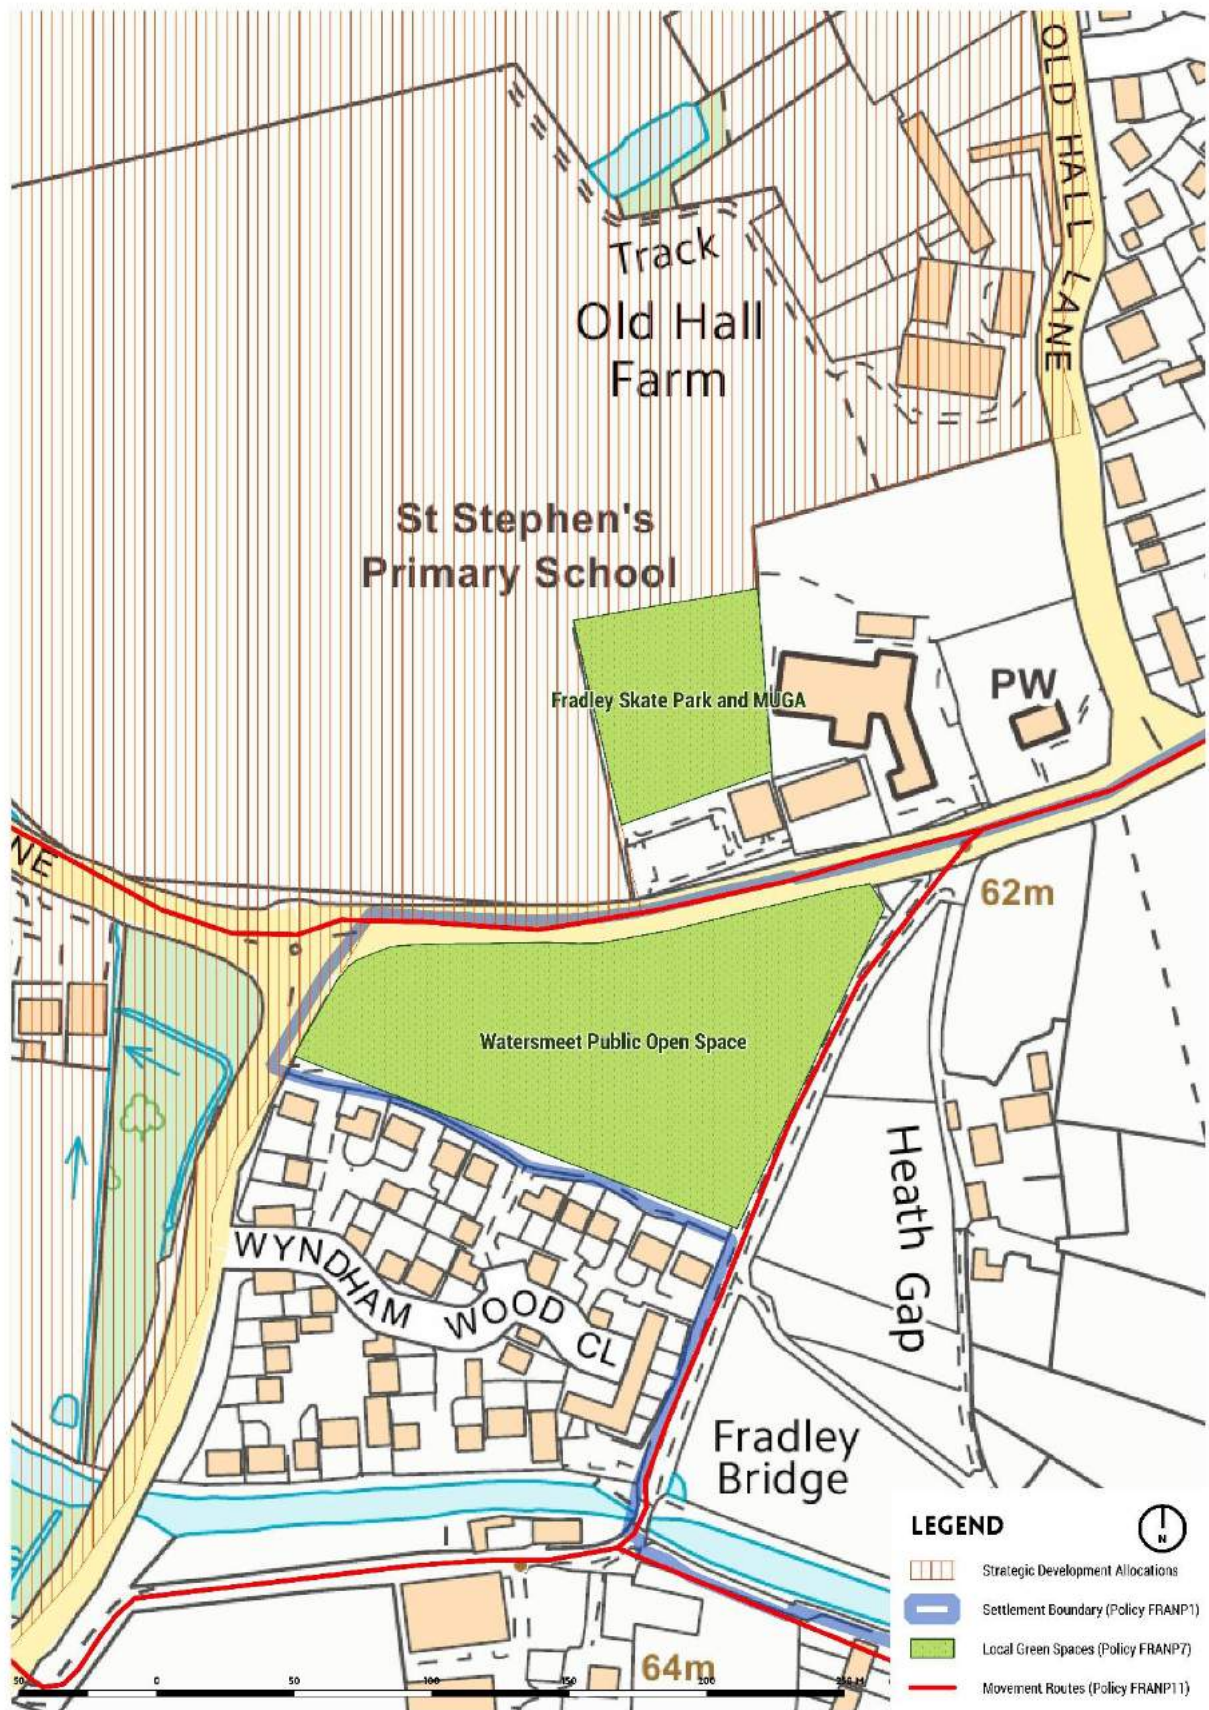 OLD HALL LANE
Track
Old Hall
Farm
St Stephen's
Primary School
Fradley Skate Park and MUGA
PW
NE
62m
Watersmeet Public Open Space
Heath Gap
WYNDHAM WOOD CL
Fradley
Bridge
64m
50 0 50 100 150 200 250 M
LEGEND
N
Strategic Development Allocations
Settlement Boundary (Policy FRANP1)
Local Green Spaces (Policy FRANP7)
Movement Routes (Policy FRANP11)